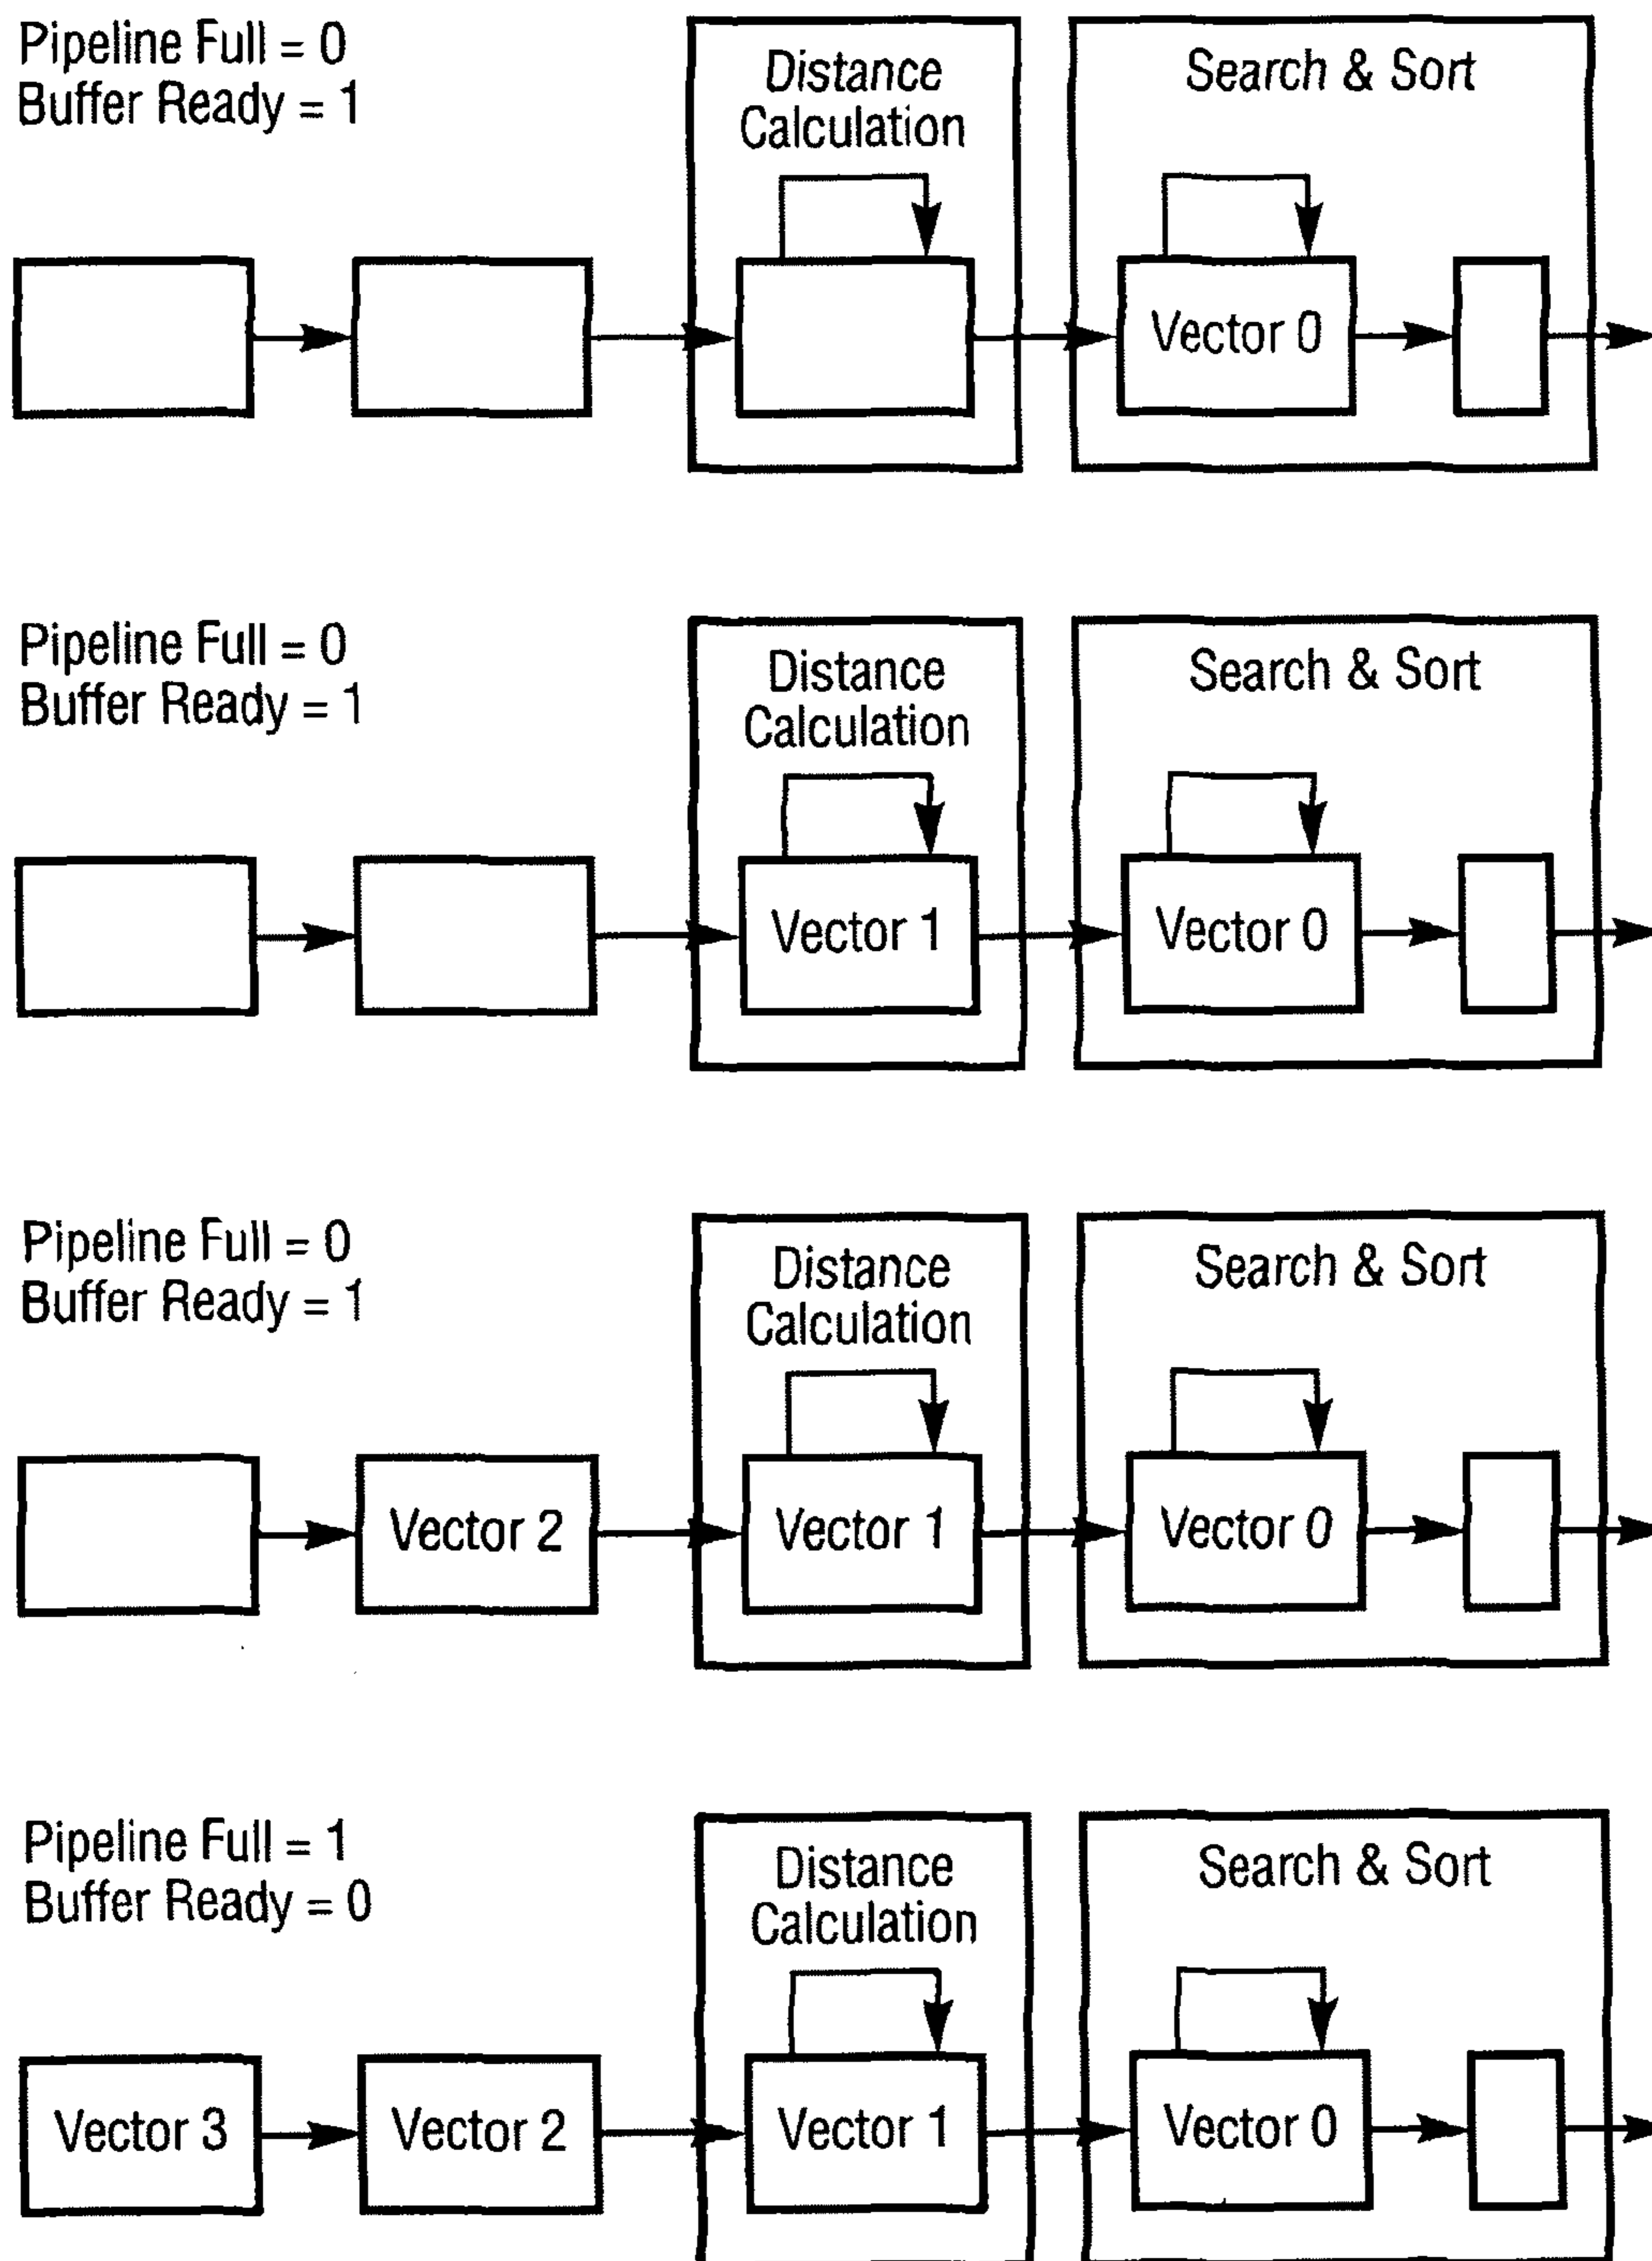 Pipeline Full = 0
Buffer Ready = 1
Distance
Calculation
Search & Sort
Vector 0
Pipeline Full = 0
Buffer Ready = 1
Distance
Calculation
Search & Sort
Vector 1
Vector 0
Pipeline Full = 0
Buffer Ready = 1
Distance
Calculation
Search & Sort
Vector 2
Vector 1
Vector 0
Pipeline Full = 1
Buffer Ready = 0
Distance
Calculation
Search & Sort
Vector 3
Vector 2
Vector 1
Vector 0